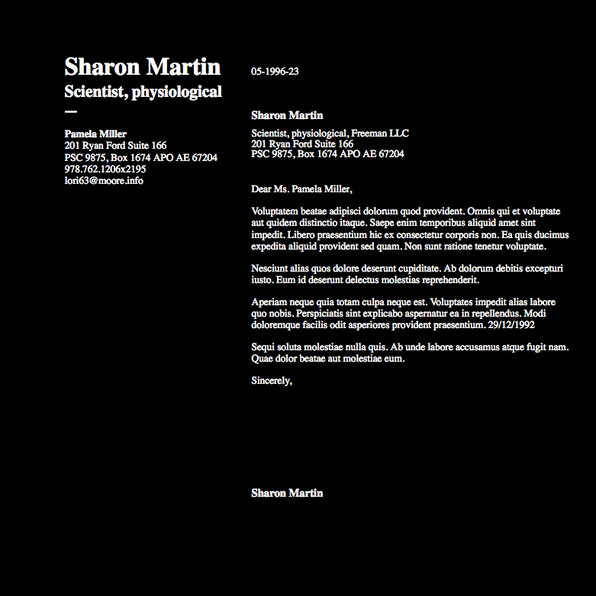 Sharon Martin
Scientist, physiological
—
Pamela Miller
201 Ryan Ford Suite 166
PSC 9875, Box 1674 APO AE 67204
978.762.1206x2195
lori63@moore.info
05-1996-23
Sharon Martin
Scientist, physiological, Freeman LLC
201 Ryan Ford Suite 166
PSC 9875, Box 1674 APO AE 67204
Dear Ms. Pamela Miller,
Voluptatem beatae adipisci dolorum quod provident. Omnis qui et voluptate
aut quidem distinctio itaque. Saepe enim temporibus aliquid amet sint
impedit. Libero praesentium hic ex consectetur corporis non. Ea quis ducimus
expedita aliquid provident sed quam. Non sunt ratione tenetur voluptate.
Nesciunt alias quos dolore deserunt cupiditate. Ab dolorum debitis excepturi
iusto. Eum id deserunt delectus molestias reprehenderit.
Aperiam neque quia totam culpa neque est. Voluptates impedit alias labore
quo nobis. Perspiciatis sint explicabo aspernatur ea in repellendus. Modi
doloremque facilis odit asperiores provident praesentium. 29/12/1992
Sequi soluta molestiae nulla quis. Ab unde labore accusamus atque fugit nam.
Quae dolor beatae aut molestiae eum.
Sincerely,
Sharon Martin